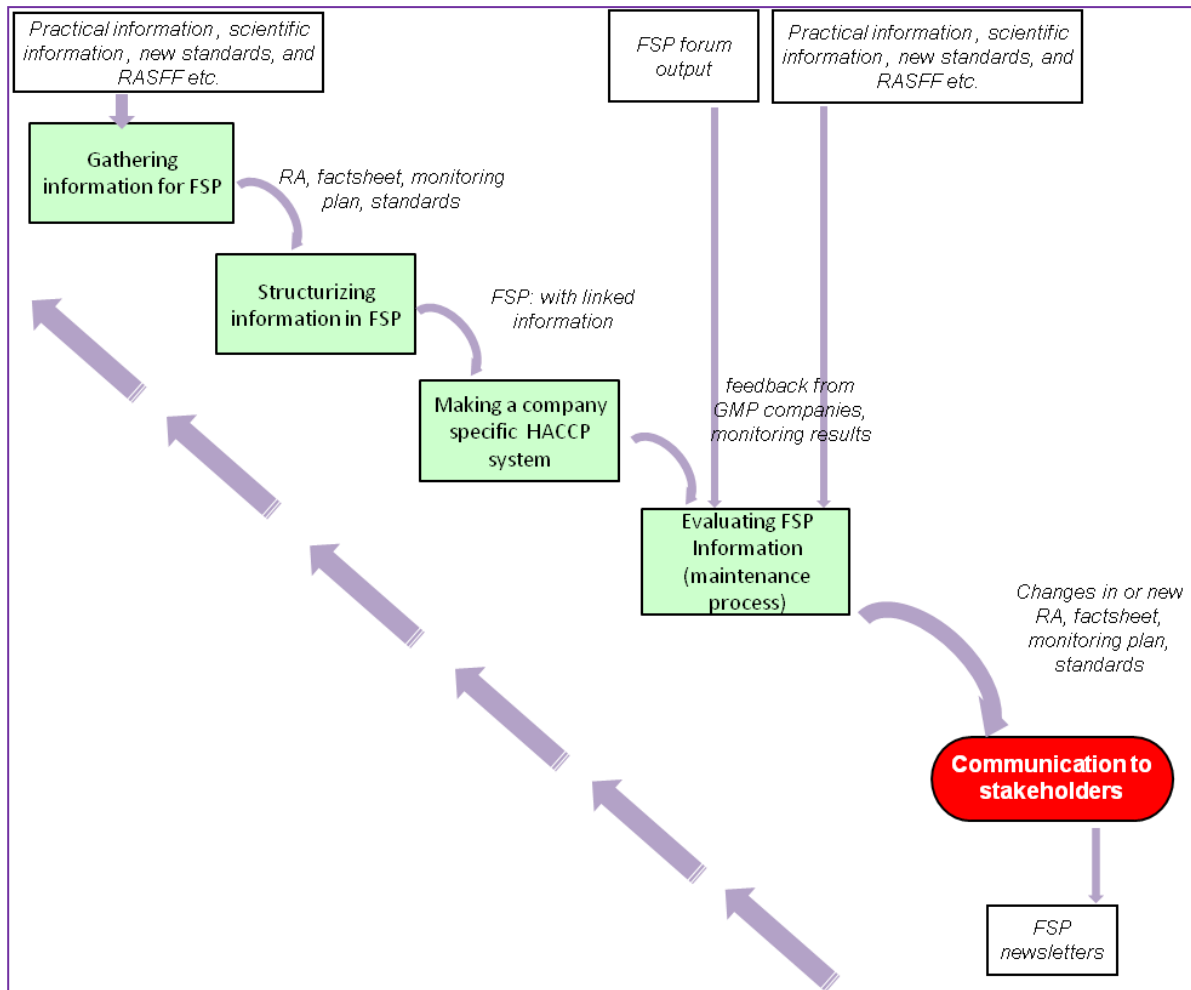 Practical information , scientific
information , new standards, and
RASFF etc.
FSP forum
output
Practical information , scientific
information , new standards, and
RASFF etc.
Gathering
information for FSP
RA, factsheet, monitoring
plan, standards
Structurizing
information in FSP
FSP: with linked
information
Making a company
specific HACCP
system
feedback from
GMP companies,
monitoring results
Evaluating FSP
Information
(maintenance
process)
Changes in or new
RA, factsheet,
monitoring plan,
standards
Communication to
stakeholders
FSP
newsletters